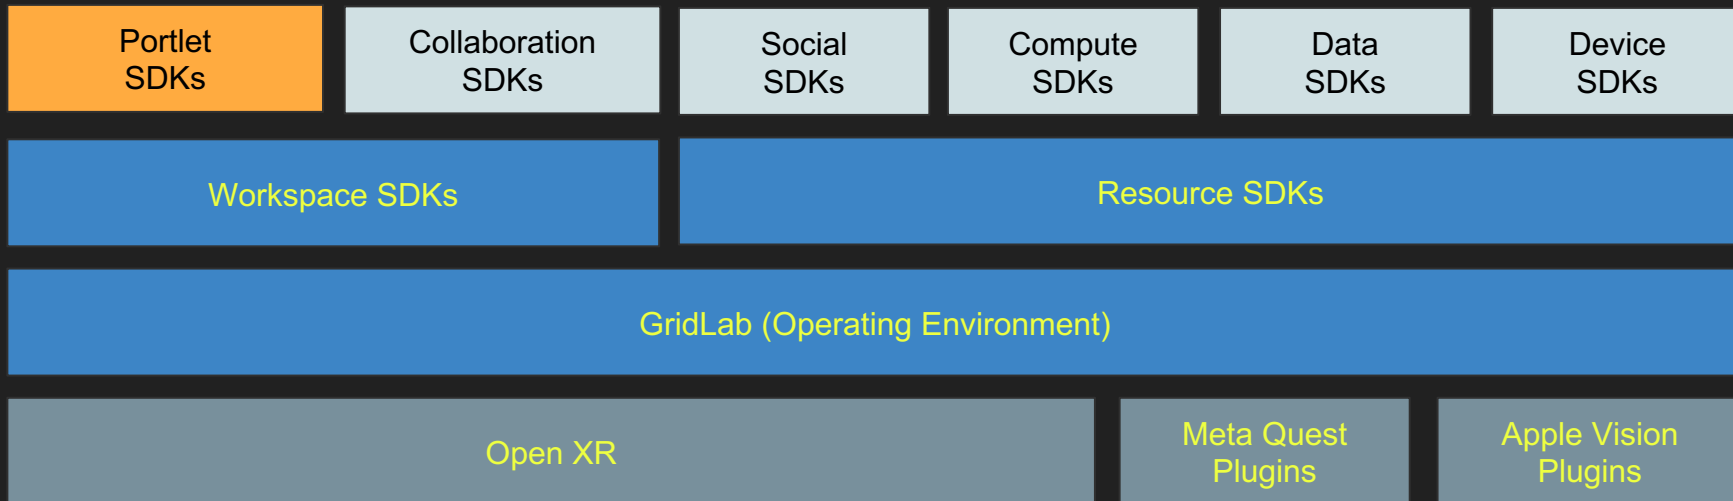 Portlet
SDKs
Collaboration
SDKs
Social
SDKs
Compute
SDKs
Data
SDKs
Device
SDKs
Workspace SDKs
Resource SDKs
GridLab (Operating Environment)
Open XR
Meta Quest
Plugins
Apple Vision
Plugins